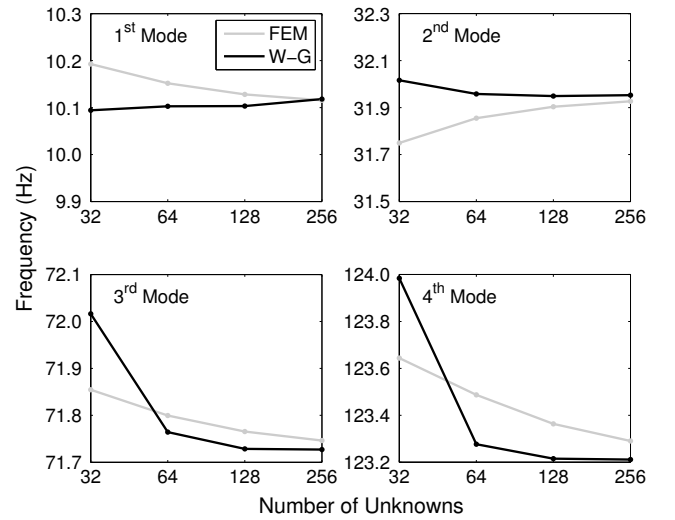 1st Mode
FEM
W–G
10.3
10.2
10.1
10.0
9.9
32 64 128 256
2nd Mode
32.3
32.1
31.9
31.7
31.5
32 64 128 256
Frequency (Hz)
3rd Mode
72.1
72.0
71.9
71.8
71.7
32 64 128 256
4th Mode
124.0
123.8
123.6
123.4
123.2
32 64 128 256
Number of Unknowns